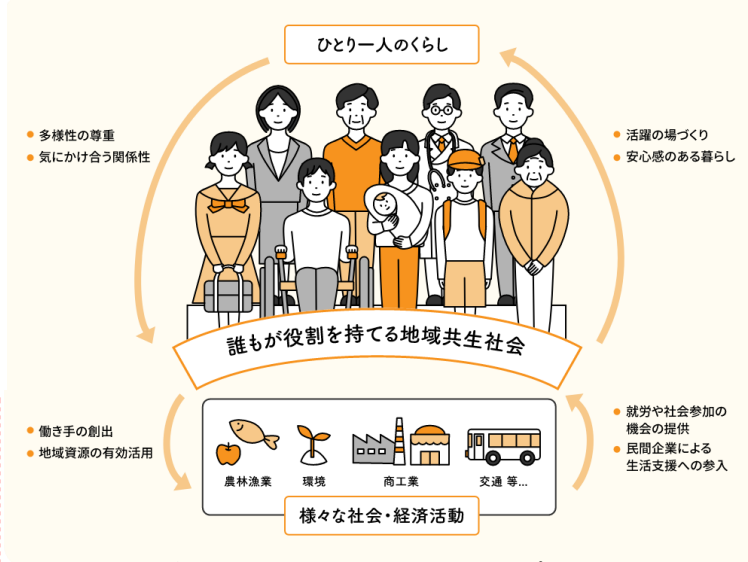 ひとり一人のくらし
● 多様性の尊重
● 気にかけ合う関係性
● 活躍の場づくり
● 安心感のある暮らし
誰もが役割を持てる地域共生社会
● 働き手の創出
● 地域資源の有効活用
● 就労や社会参加の
機会の提供
● 民間企業による
生活支援への参入
農林漁業
環境
商工業
交通 等...
様々な社会・経済活動